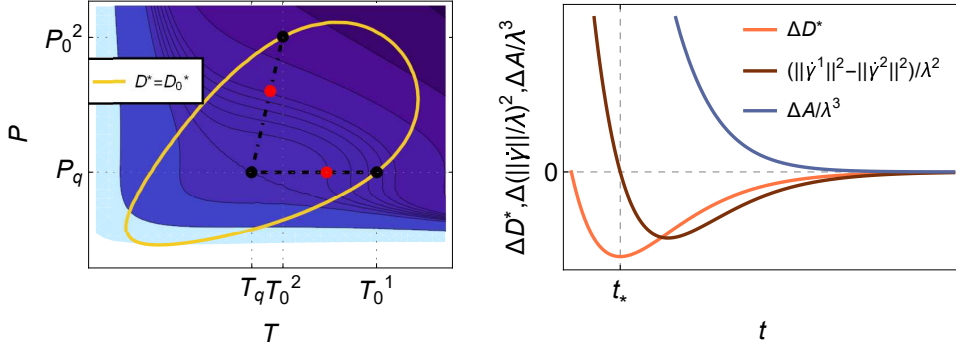 P₀²
D*=D₀*
P
P_q
T_q T₀² T₀¹
T
ΔD*,Δ(||γ̇||/λ)²,ΔA/λ³
ΔD*
(||γ̇¹||²−||γ̇²||²)/λ²
ΔA/λ³
0
t_*
t